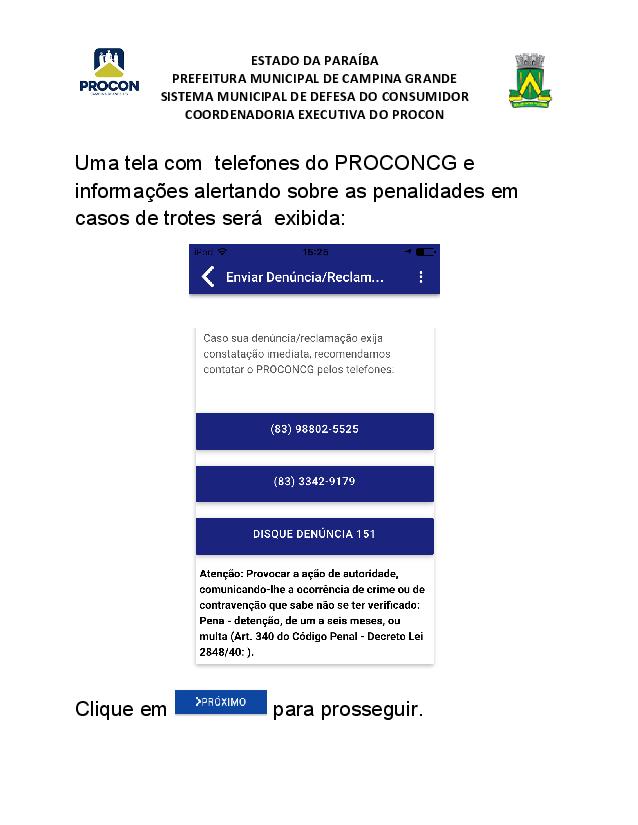 PROCON
ESTADO DA PARAÍBA
PREFEITURA MUNICIPAL DE CAMPINA GRANDE
SISTEMA MUNICIPAL DE DEFESA DO CONSUMIDOR
COORDENADORIA EXECUTIVA DO PROCON
Uma tela com telefones do PROCONCG e
informações alertando sobre as penalidades em
casos de trotes será exibida:
iPad 15:25
Enviar Denúncia/Reclam...
Caso sua denúncia/reclamação exija
constatação imediata, recomendamos
contatar o PROCONCG pelos telefones:
(83) 98802-5525
(83) 3342-9179
DISQUE DENÚNCIA 151
Atenção: Provocar a ação de autoridade,
comunicando-lhe a ocorrência de crime ou de
contravenção que sabe não se ter verificado:
Pena - detenção, de um a seis meses, ou
multa (Art. 340 do Código Penal - Decreto Lei
2848/40: ).
Clique em PRÓXIMO para prosseguir.